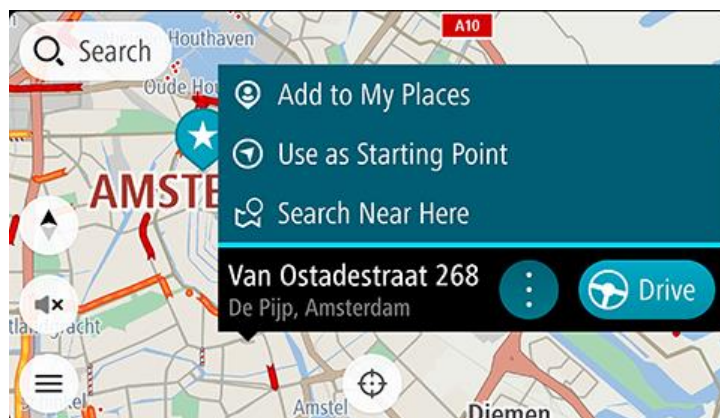 A10
Search
Houthaven
Oude Hou
Add to My Places
Use as Starting Point
AMSTE
Search Near Here
Van Ostadestraat 268
Drive
De Pijp, Amsterdam
Amstel
Diemen